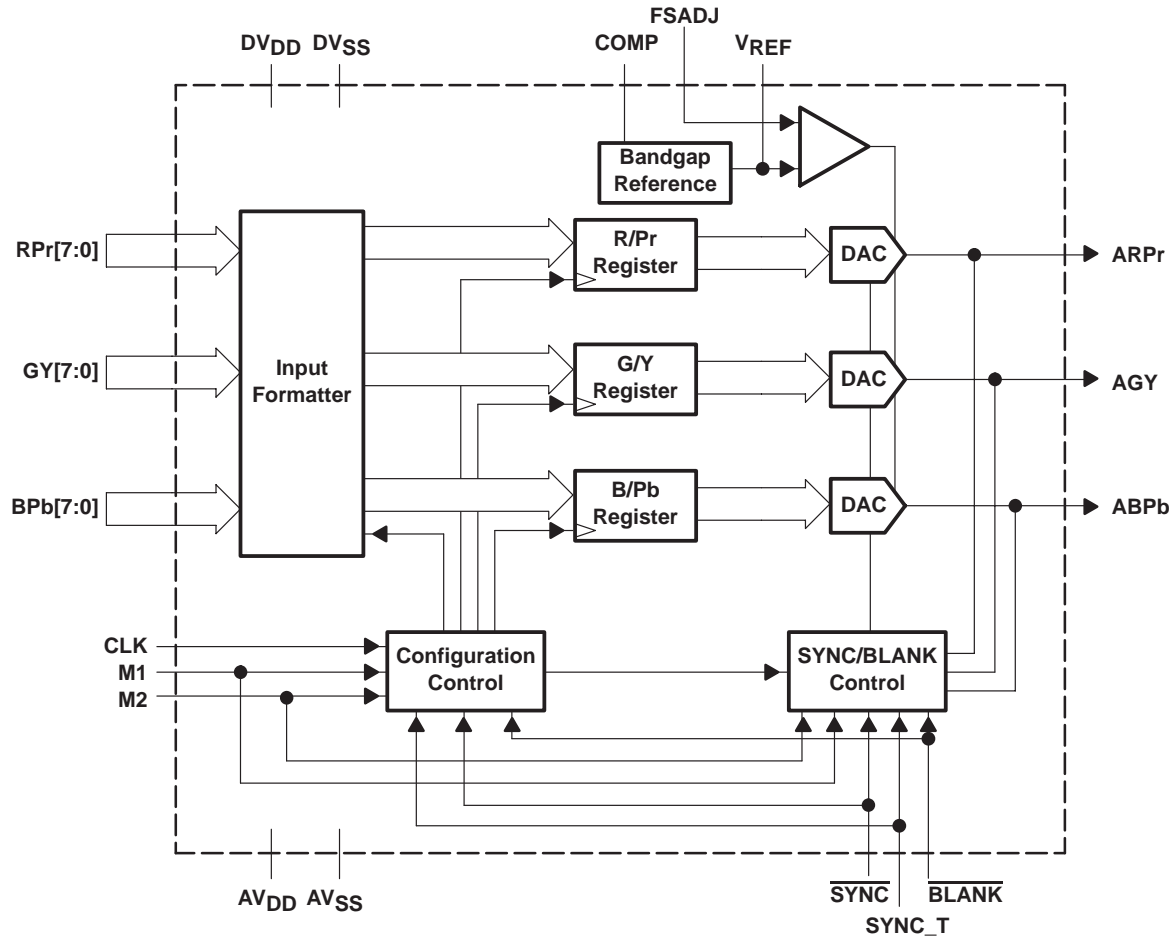 FSADJ
DVDD DVSS COMP VREF
Bandgap
Reference
RPr[7:0]
R/Pr
Register
DAC
ARPr
GY[7:0]
Input
Formatter
G/Y
Register
DAC
AGY
BPb[7:0]
B/Pb
Register
DAC
ABPb
CLK
M1
M2
Configuration
Control
SYNC/BLANK
Control
AVDD AVSS SYNC BLANK
SYNC_T